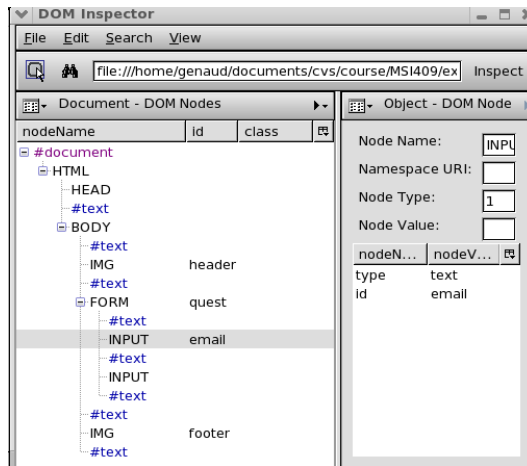 DOM Inspector
File Edit Search View
file:///home/genaud/documents/cvs/course/MSI409/ex Inspect
Document - DOM Nodes
nodeName id class
#document
HTML
HEAD
#text
BODY
#text
IMG header
#text
FORM quest
#text
INPUT email
#text
INPUT
#text
#text
IMG footer
#text
Object - DOM Node
Node Name: INPU
Namespace URI:
Node Type: 1
Node Value:
nodeN... nodeV...
type text
id email